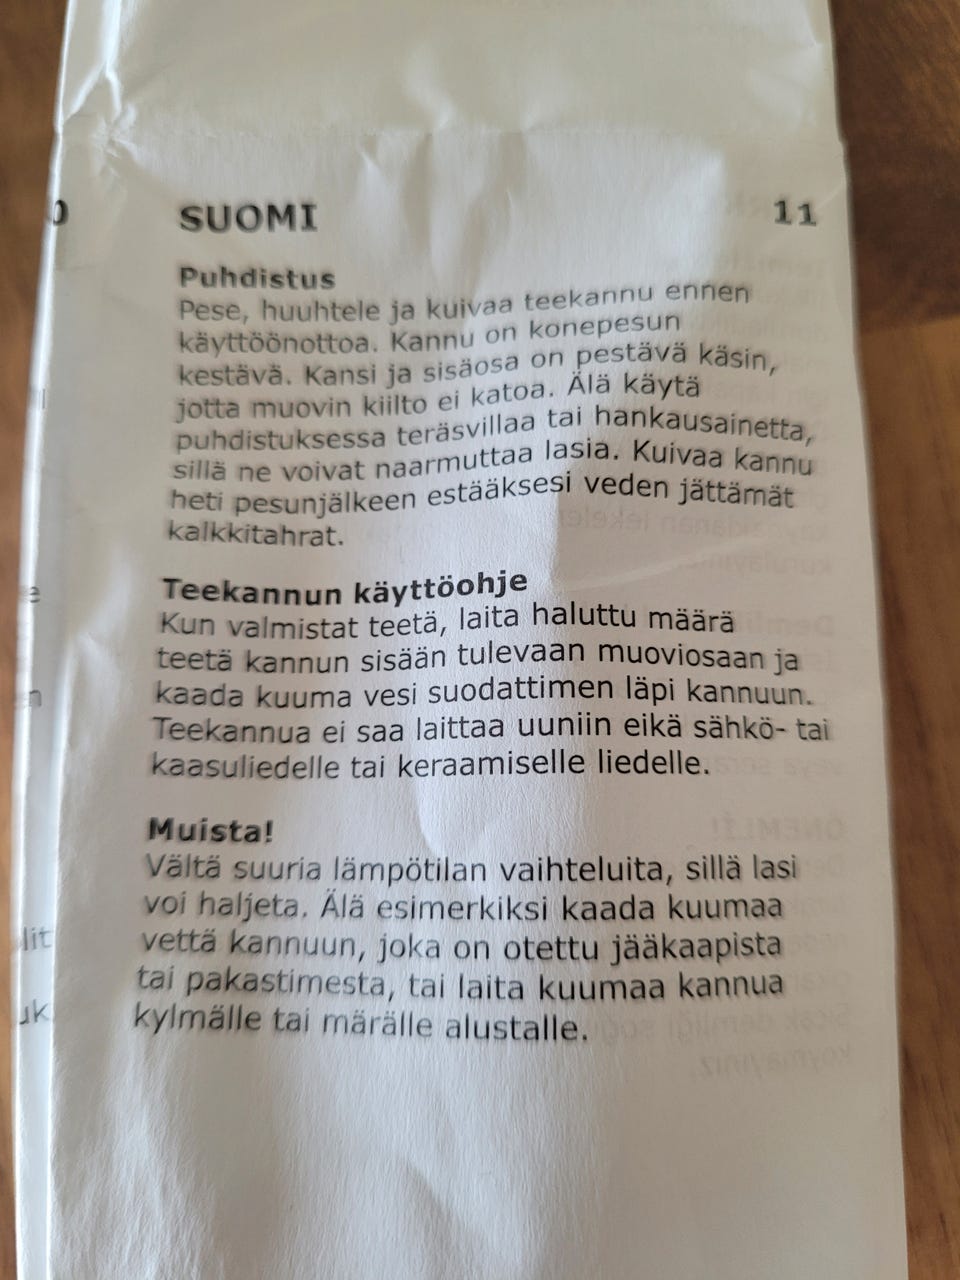 SUOMI 11
Puhdistus
Pese, huuhtele ja kuivaa teekannu ennen
käyttöönottoa. Kannu on konepesun
kestävä. Kansi ja sisäosa on pestävä käsin,
jotta muovin kiilto ei katoa. Älä käytä
puhdistuksessa teräsvillaa tai hankausainetta,
sillä ne voivat naarmuttaa lasia. Kuivaa kannu
heti pesunjälkeen estääksesi veden jättämät
kalkkitahrat.
Teekannun käyttöohje
Kun valmistat teetä, laita haluttu määrä
teetä kannun sisään tulevaan muoviosaan ja
kaada kuuma vesi suodattimen läpi kannuun.
Teekannua ei saa laittaa uuniin eikä sähkö- tai
kaasuliedelle tai keraamiselle liedelle.
Muista!
Vältä suuria lämpötilan vaihteluita, sillä lasi
voi haljeta. Älä esimerkiksi kaada kuumaa
vettä kannuun, joka on otettu jääkaapista
tai pakastimesta, tai laita kuumaa kannua
kylmälle tai märälle alustalle.